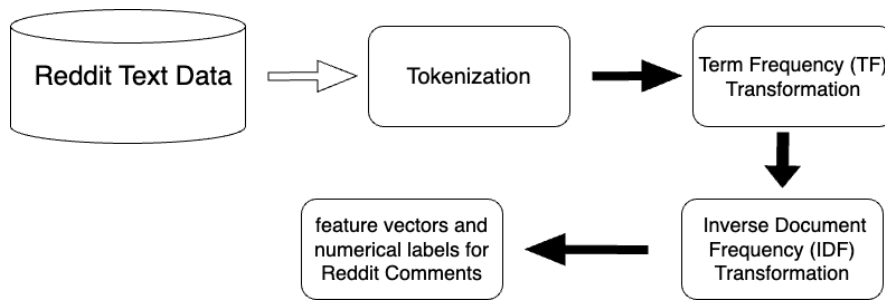 Reddit Text Data
Tokenization
Term Frequency (TF)
Transformation
Inverse Document
Frequency (IDF)
Transformation
feature vectors and
numerical labels for
Reddit Comments